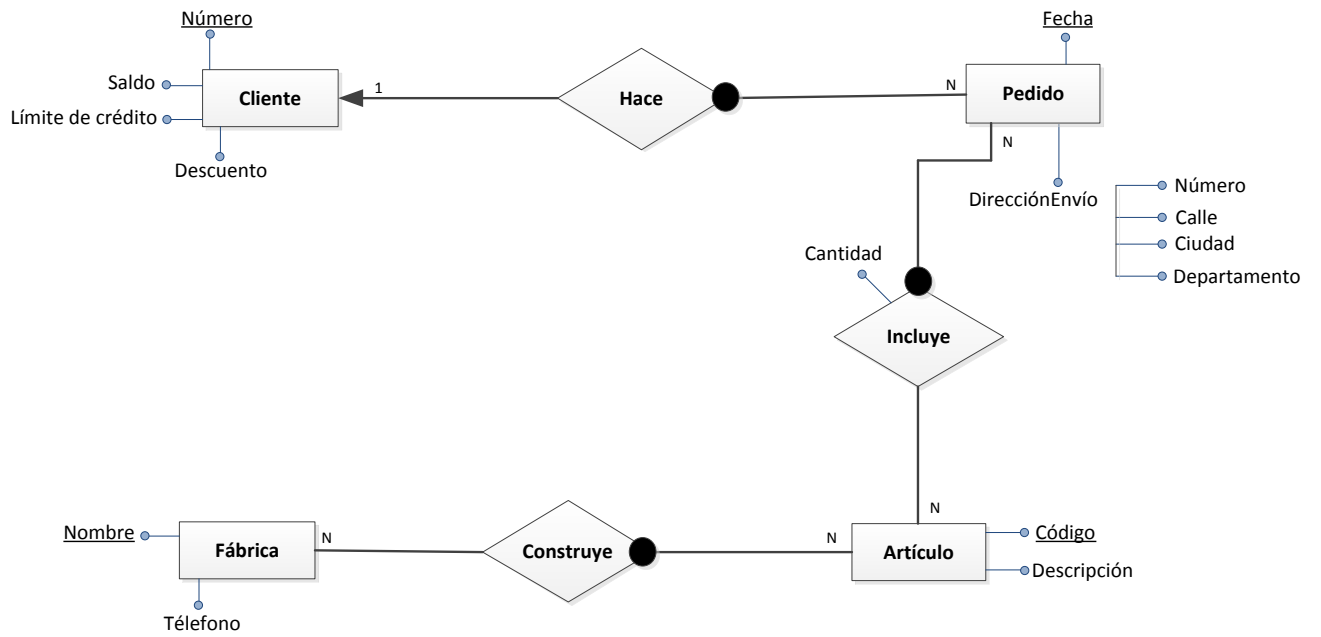 Número
Fecha
Saldo
Límite de crédito
Cliente
1
Hace
N
Pedido
Descuento
N
DirecciónEnvío
Número
Calle
Ciudad
Departamento
Cantidad
Incluye
N
Nombre
Fábrica
N
Construye
N
Artículo
Código
Descripción
Télefono